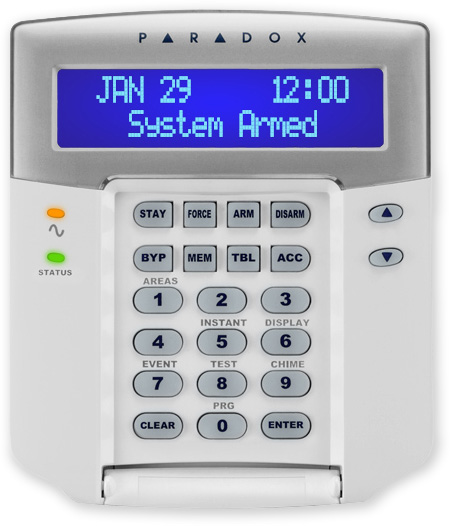 PARADOX
JAN 29 12:00
System Armed
STAY FORCE ARM DISARM
BYP MEM TBL ACC
STATUS
AREAS
1 2 3
INSTANT DISPLAY
4 5 6
EVENT TEST CHIME
7 8 9
PRG
CLEAR 0 ENTER